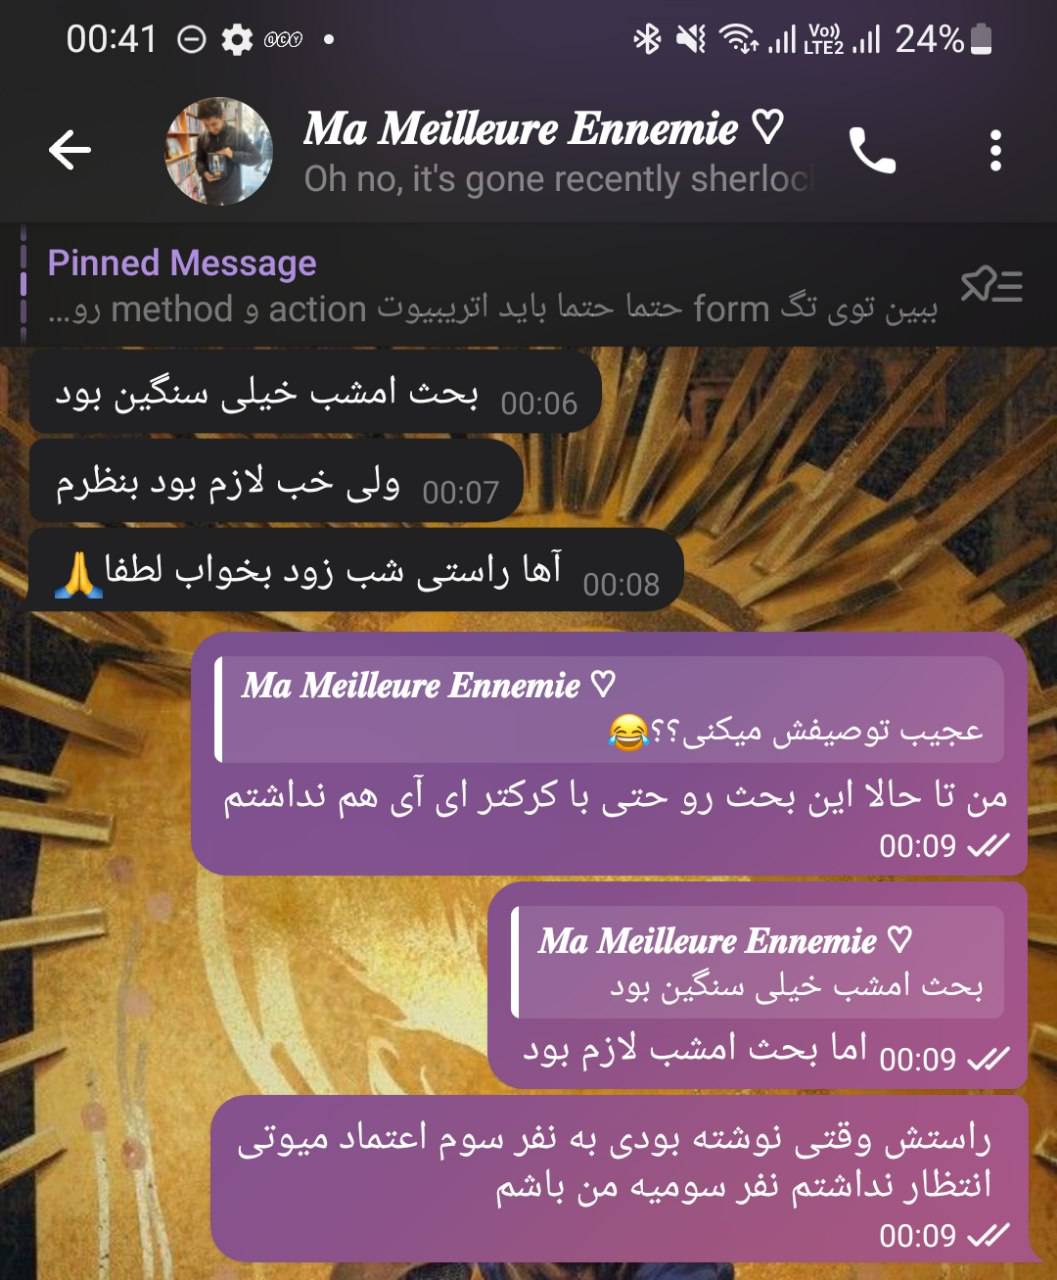 00:41
Vo))
LTE2
24%
Ma Meilleure Ennemie ♡
Oh no, it's gone recently sherloc
Pinned Message
ببین توی تگ form حتما حتما باید اتریبیوت action و method رو...
بحث امشب خیلی سنگین بود
00:06
ولی خب لازم بود بنظرم
00:07
آها راستی شب زود بخواب لطفا🙏
00:08
Ma Meilleure Ennemie ♡
عجیب توصیفش میکنی؟؟😂
من تا حالا این بحث رو حتی با کرکتر ای آی هم نداشتم
00:09
Ma Meilleure Ennemie ♡
بحث امشب خیلی سنگین بود
اما بحث امشب لازم بود
00:09
راستش وقتی نوشته بودی به نفر سوم اعتماد میوتی
انتظار نداشتم نفر سومیه من باشم
00:09